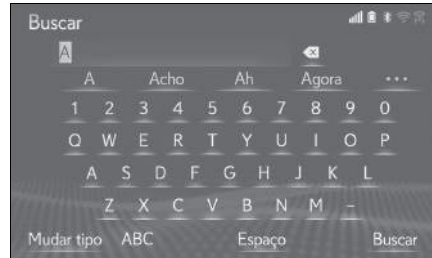 Buscar
A
A Acho Ah Agora ...
1 2 3 4 5 6 7 8 9 0
Q W E R T Y U I O P
A S D F G H J K L
Z X C V B N M -
Mudar tipo ABC Espaço Buscar